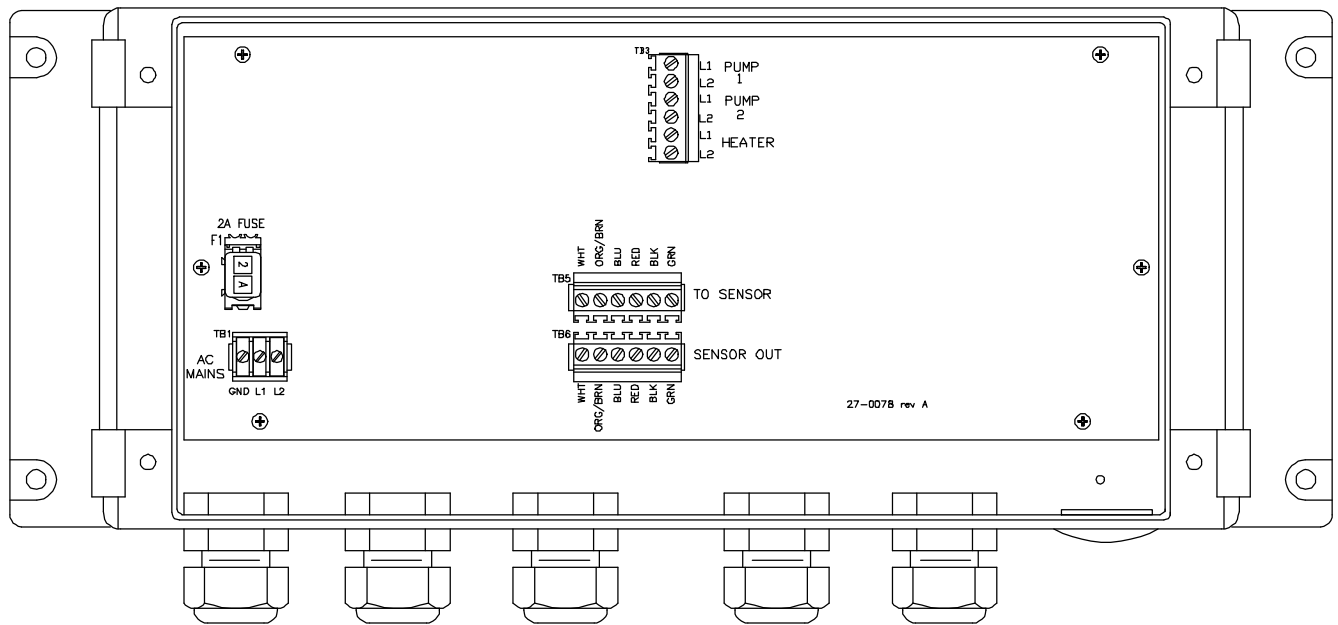 TB3
L1 PUMP
1
L2
L1 PUMP
2
L2
L1 HEATER
L2
2A FUSE
F1
2
A
WHT
ORG/BRN
BLU
RED
BLK
GRN
TB5
TO SENSOR
TB6
SENSOR OUT
WHT
ORG/BRN
BLU
RED
BLK
GRN
TB1
AC
MAINS
GND L1 L2
27-0078 rev A